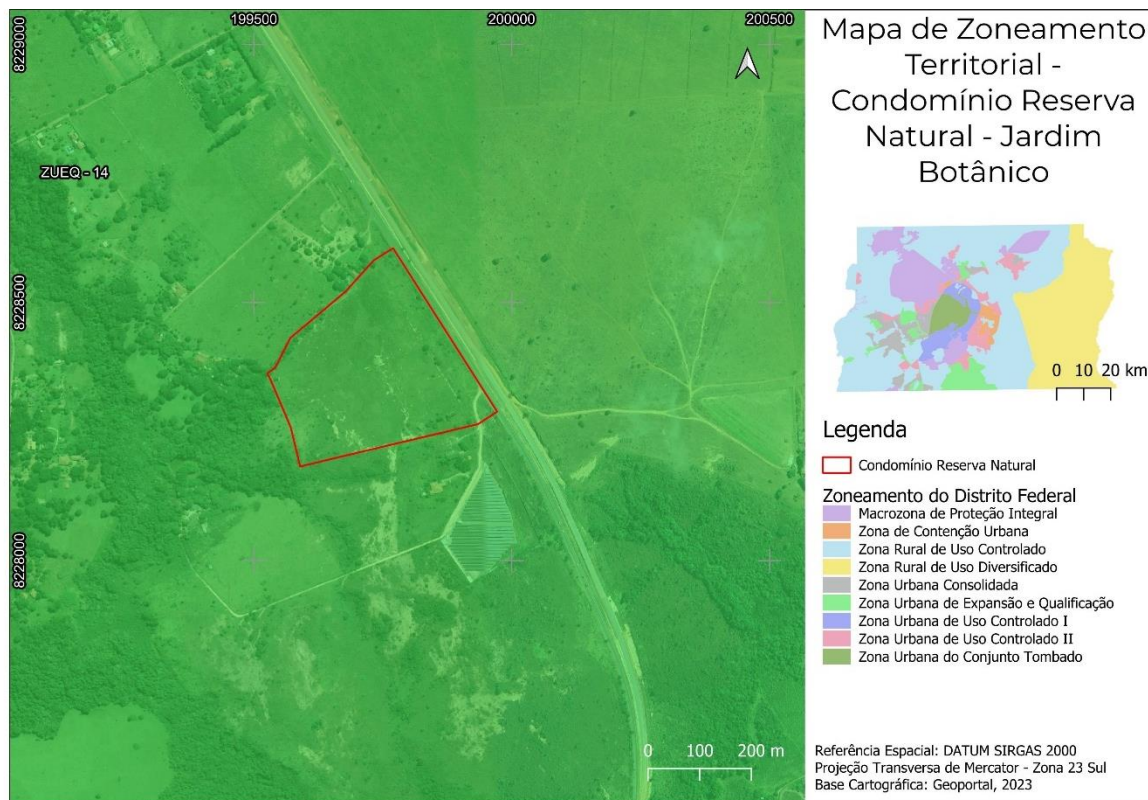 199500
200000
200500
8229000
8228500
8228000
ZUEQ - 14
0 100 200 m
Mapa de Zoneamento
Territorial -
Condomínio Reserva
Natural - Jardim
Botânico
0 10 20 km
Legenda
Condomínio Reserva Natural
Zoneamento do Distrito Federal
Macrozona de Proteção Integral
Zona de Contenção Urbana
Zona Rural de Uso Controlado
Zona Rural de Uso Diversificado
Zona Urbana Consolidada
Zona Urbana de Expansão e Qualificação
Zona Urbana de Uso Controlado I
Zona Urbana de Uso Controlado II
Zona Urbana do Conjunto Tombado
Referência Espacial: DATUM SIRGAS 2000
Projeção Transversa de Mercator - Zona 23 Sul
Base Cartográfica: Geoportal, 2023